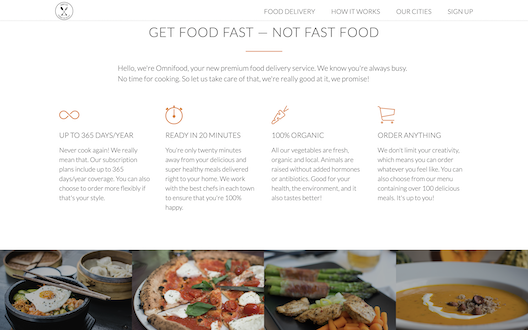 FOOD DELIVERY HOW IT WORKS OUR CITIES SIGN UP
GET FOOD FAST — NOT FAST FOOD
Hello, we're Omnifood, your new premium food delivery service. We know you're always busy.
No time for cooking. So let us take care of that, we're really good at it, we promise!
UP TO 365 DAYS/YEAR
Never cook again! We really
mean that. Our subscription
plans include up to 365
days/year coverage. You can also
choose to order more flexibly if
that's your style.
READY IN 20 MINUTES
You're only twenty minutes
away from your delicious and
super healthy meals delivered
right to your home. We work
with the best chefs in each town
to ensure that you're 100%
happy.
100% ORGANIC
All our vegetables are fresh,
organic and local. Animals are
raised without added hormones
or antibiotics. Good for your
health, the environment, and it
also tastes better!
ORDER ANYTHING
We don't limit your creativity,
which means you can order
whatever you feel like. You can
also choose from our menu
containing over 100 delicious
meals. It's up to you!